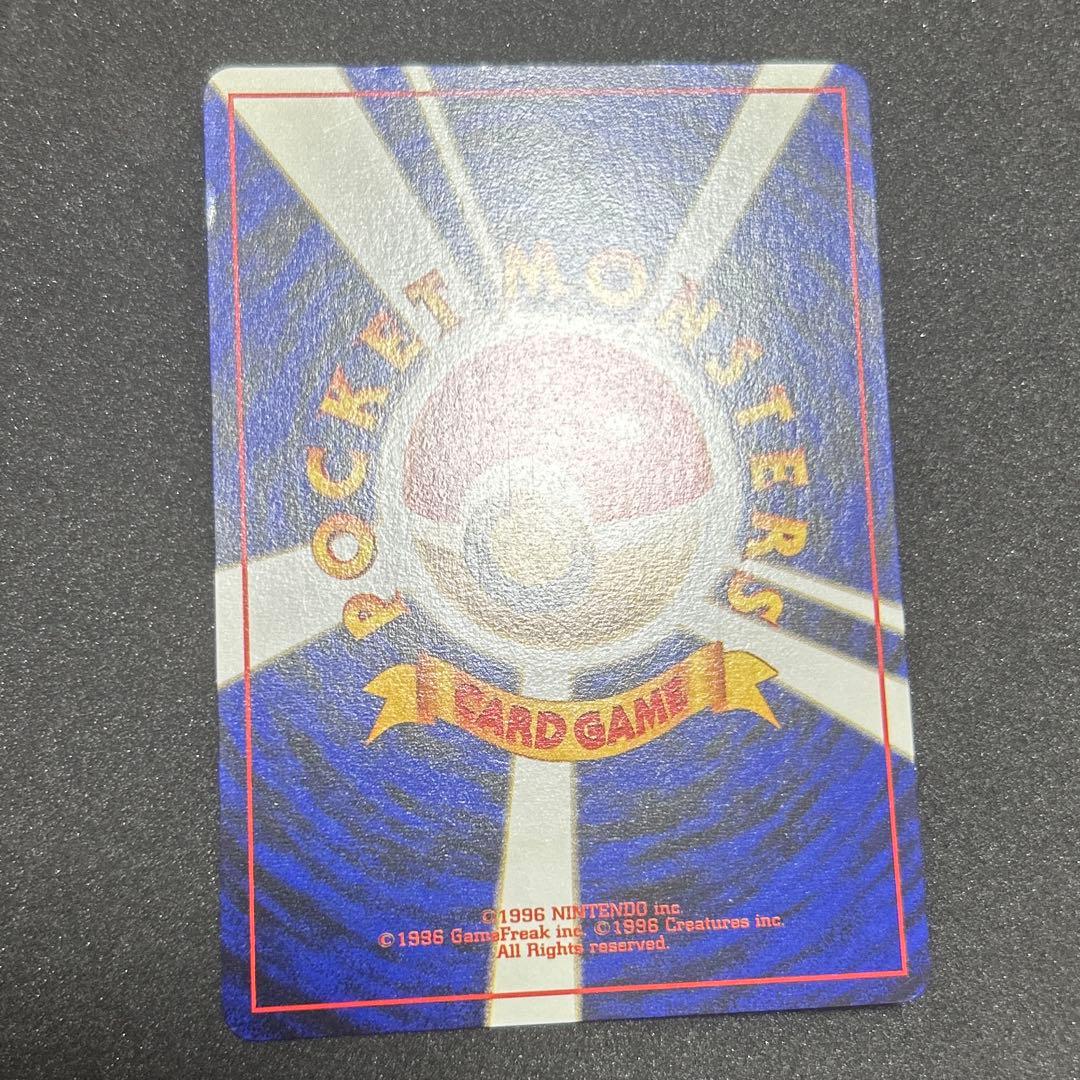 POCKET MONSTERS
CARD GAME
©1996 NINTENDO inc.
©1996 GameFreak inc. ©1996 Creatures inc.
All Rights reserved.